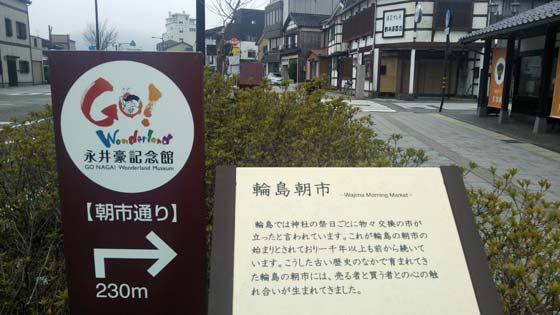 GO!
Wonderland
永井豪記念館
GO NAGAI Wonderland Museum
【朝市通り】
230m
輪島朝市 - Wajima Morning Market -
輪島では神社の祭日ごとに物々交換の市が
立ったと言われています。これが輪島の朝市の
始まりとされており一千年以上も前から続いて
います。こうした古い歴史のなかで育まれてき
た輪島の朝市には、売る者と買う者との心の触
れ合いが生まれてきました。